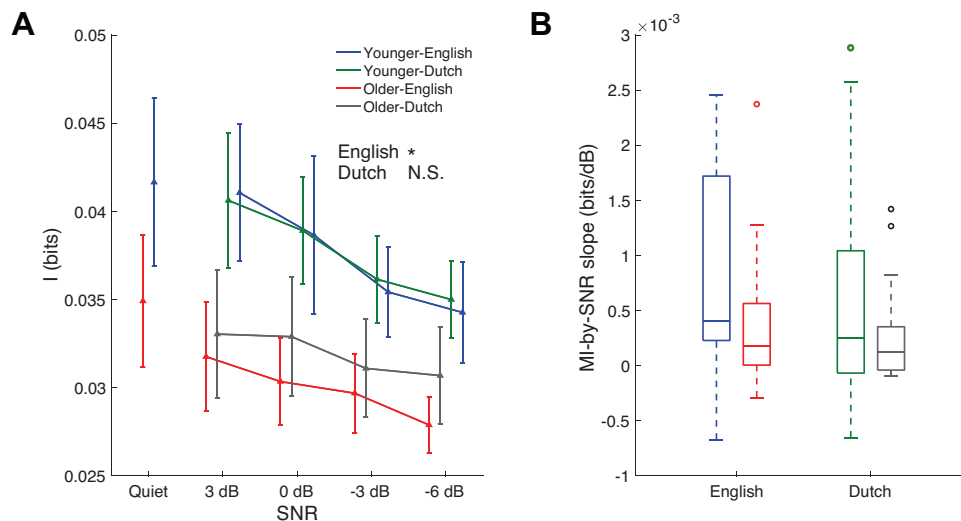 A
0.05
0.045
0.04
0.035
0.03
0.025
I (bits)
Younger-English
Younger-Dutch
Older-English
Older-Dutch
English *
Dutch N.S.
Quiet 3 dB 0 dB -3 dB -6 dB
SNR
B
×10⁻³
3
2.5
2
1.5
1
0.5
0
-0.5
-1
MI-by-SNR slope (bits/dB)
English Dutch